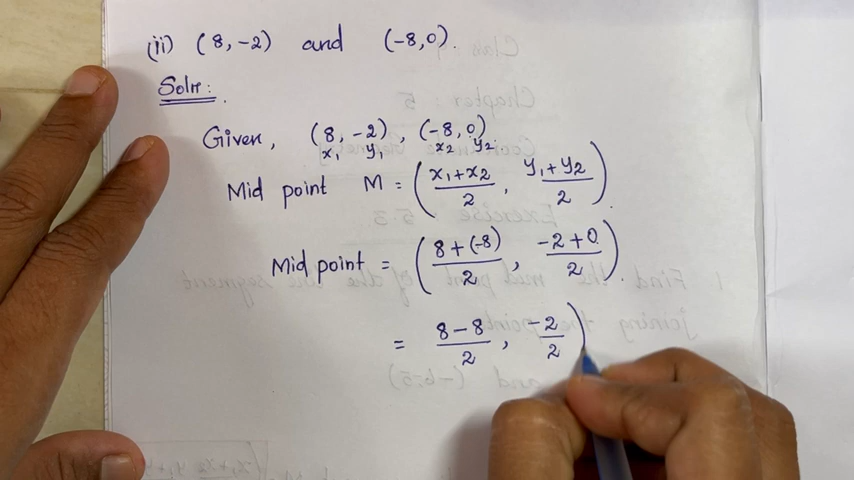 (ii) (8,-2) and (-8,0).
Soln:
Given, (8,-2), (-8,0)
x₁ y₁ x₂ y₂
Mid point M = (x₁+x₂/2, y₁+y₂/2).
Mid point = (8+(-8)/2, -2+0/2).
= 8-8/2, -2/2)